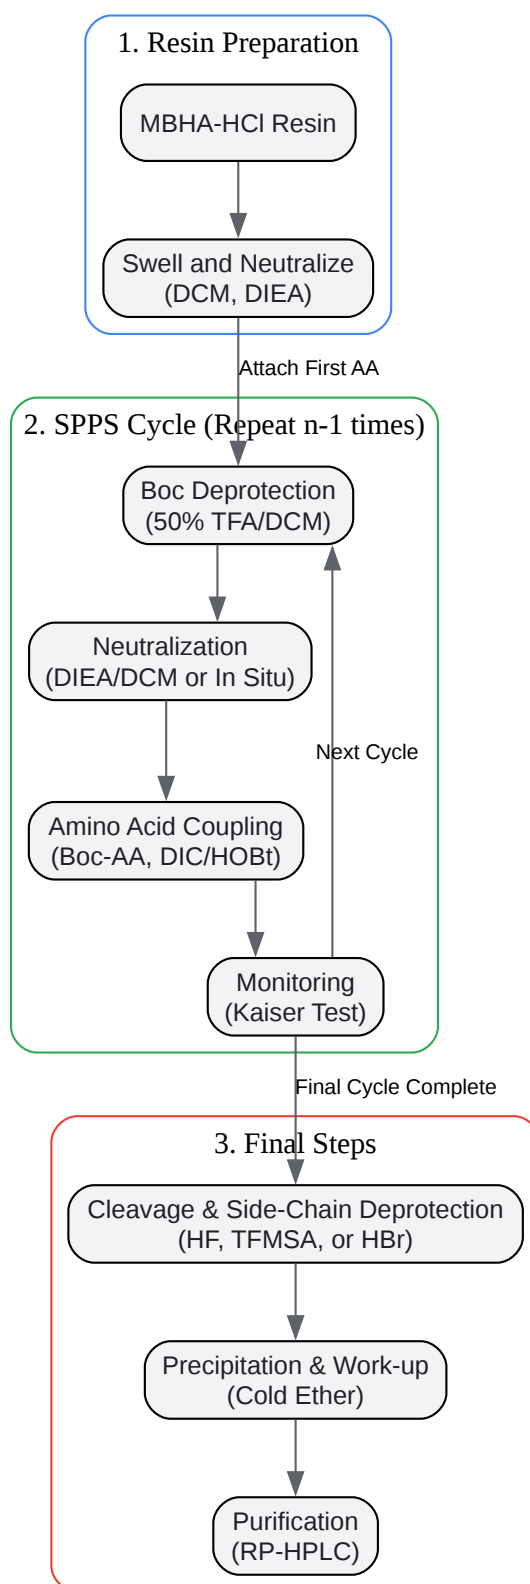 1. Resin Preparation
MBHA-HCl Resin
Swell and Neutralize
(DCM, DIEA)
Attach First AA
2. SPPS Cycle (Repeat n-1 times)
Boc Deprotection
(50% TFA/DCM)
Neutralization
(DIEA/DCM or In Situ)
Next Cycle
Amino Acid Coupling
(Boc-AA, DIC/HOBt)
Monitoring
(Kaiser Test)
Final Cycle Complete
3. Final Steps
Cleavage & Side-Chain Deprotection
(HF, TFMSA, or HBr)
Precipitation & Work-up
(Cold Ether)
Purification
(RP-HPLC)